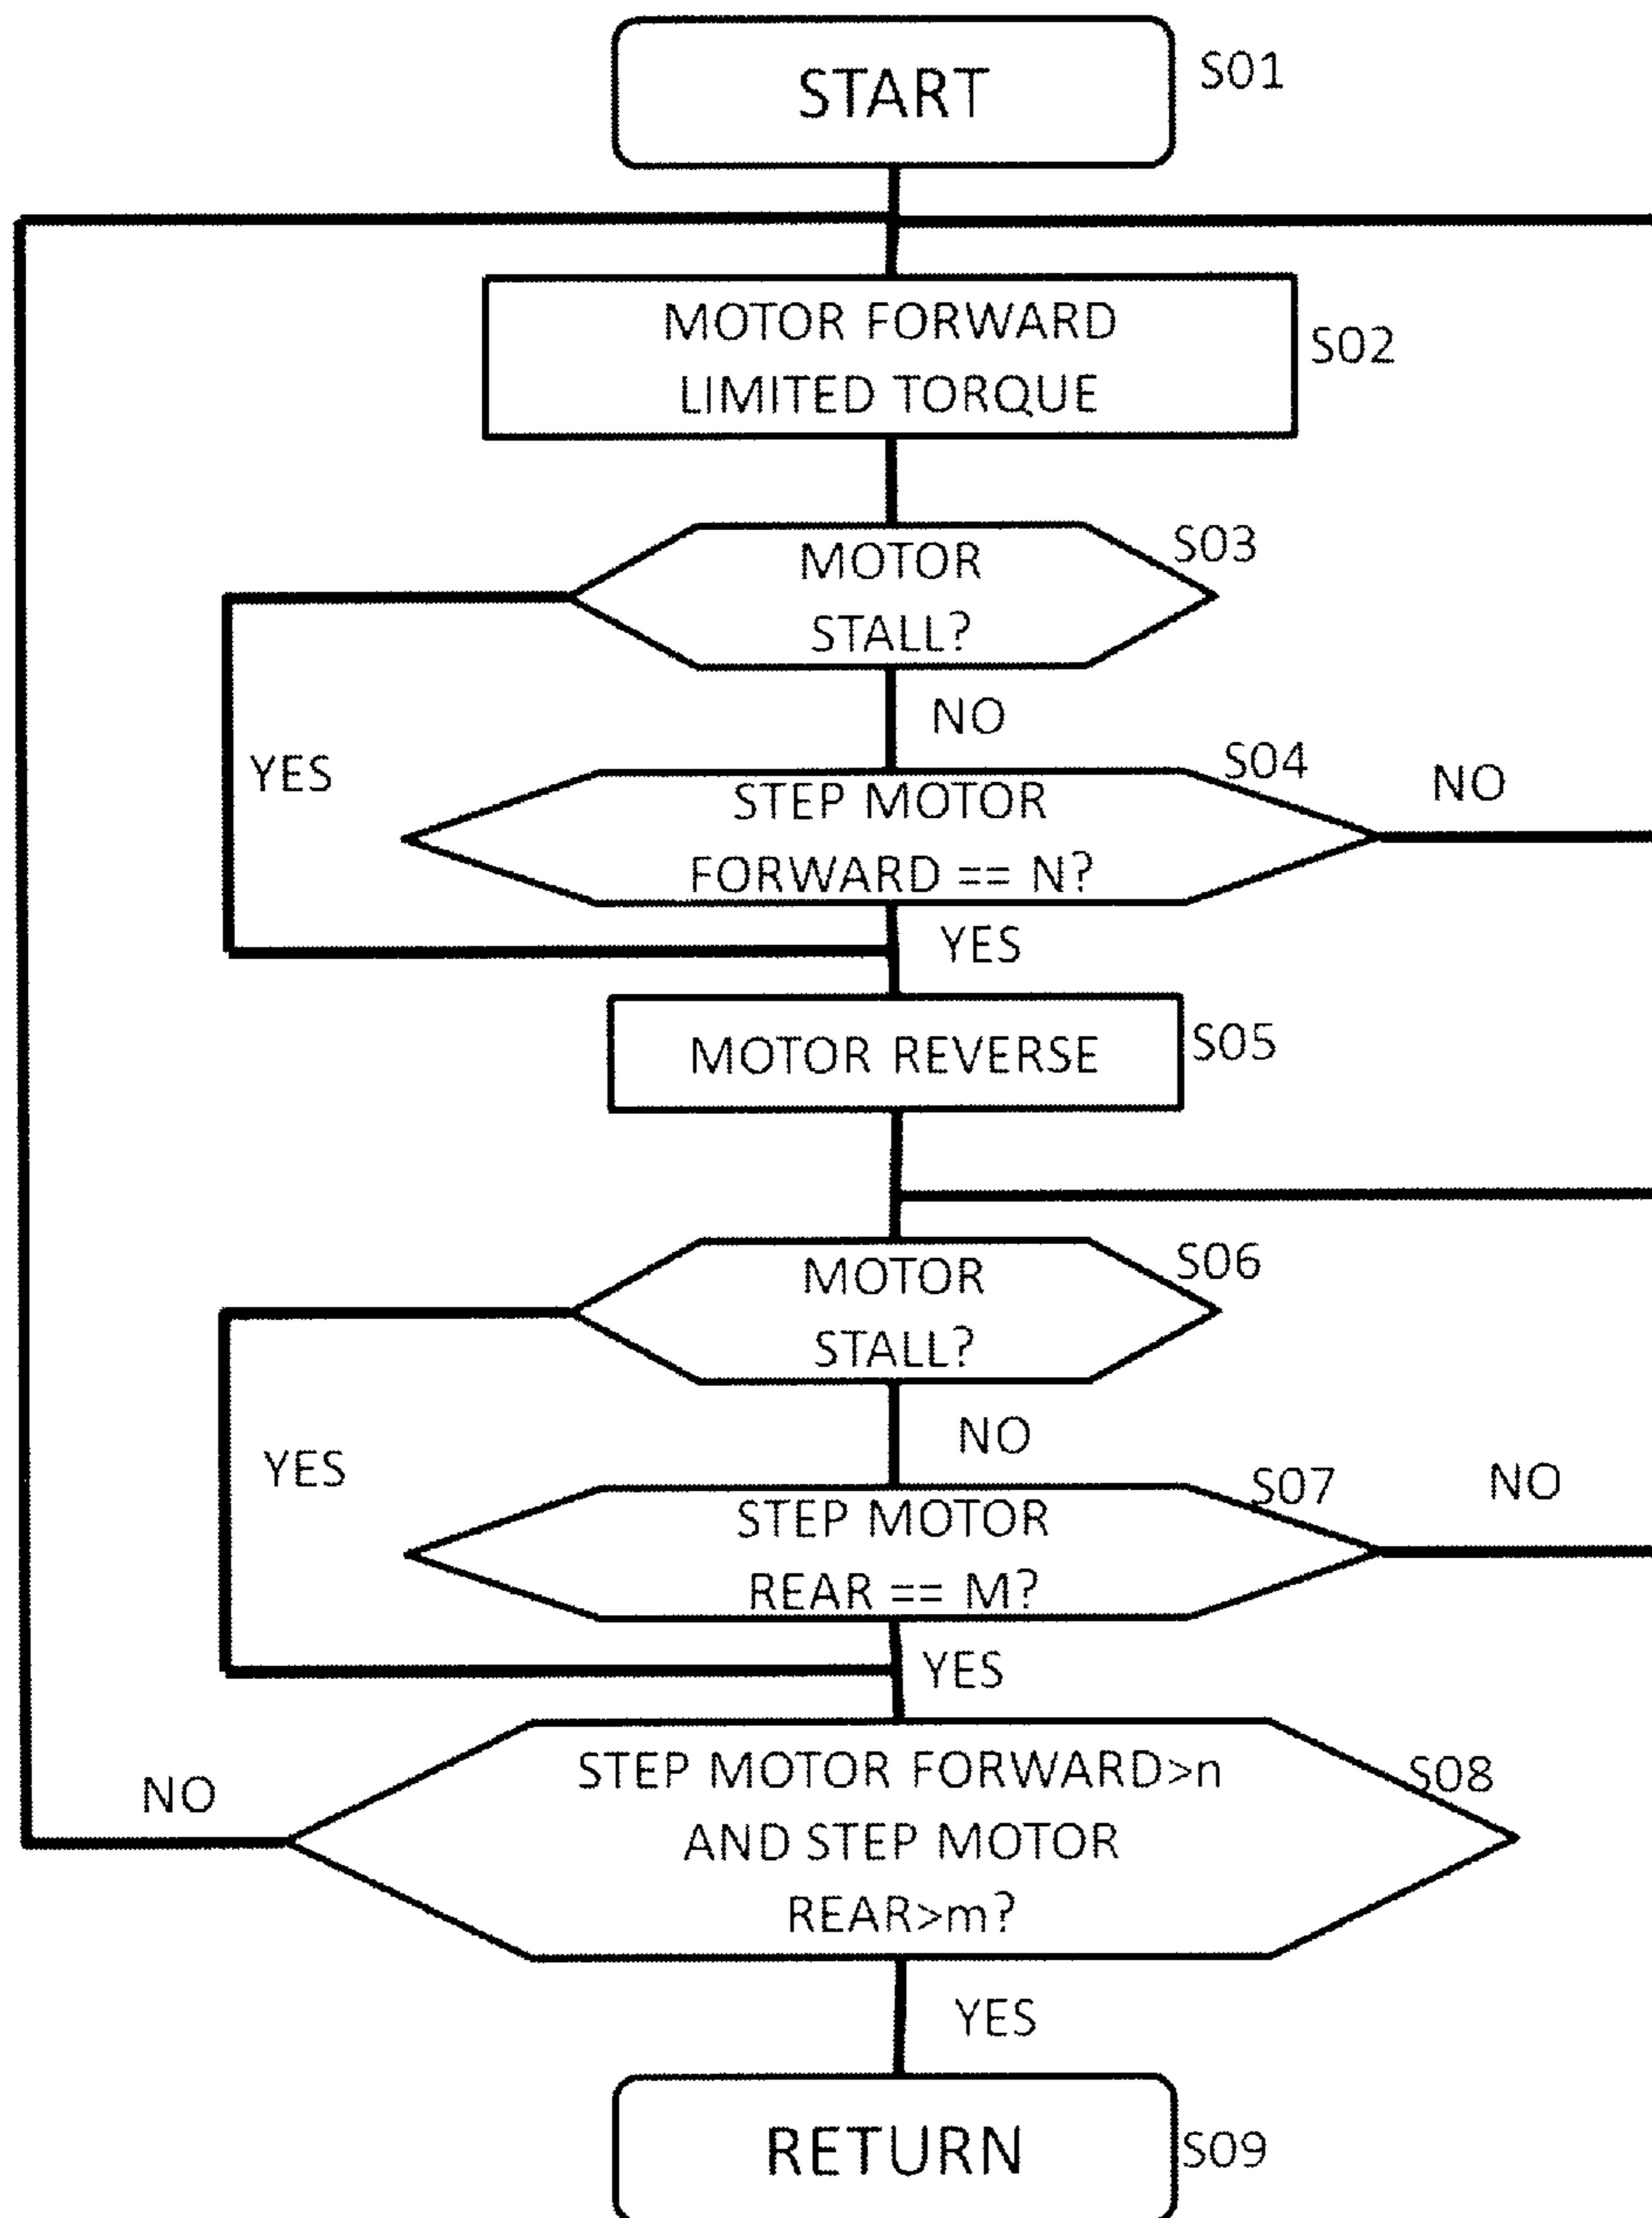 START
S01
MOTOR FORWARD
LIMITED TORQUE
S02
MOTOR
STALL?
S03
NO
YES
STEP MOTOR
FORWARD == N?
S04
NO
YES
MOTOR REVERSE
S05
MOTOR
STALL?
S06
NO
YES
STEP MOTOR
REAR == M?
S07
NO
YES
STEP MOTOR FORWARD>n
AND STEP MOTOR
REAR>m?
S08
NO
YES
RETURN
S09